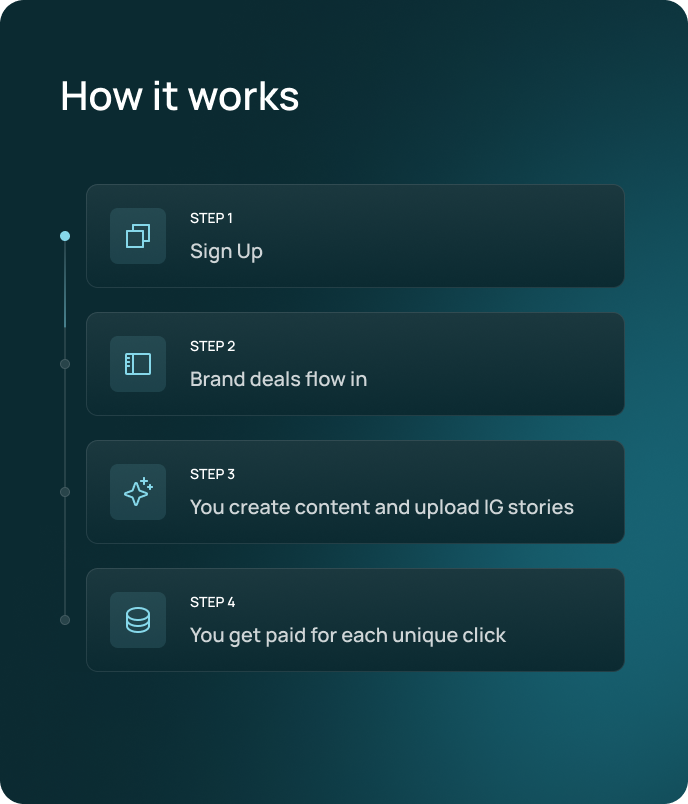 How it works
STEP 1
Sign Up
STEP 2
Brand deals flow in
STEP 3
You create content and upload IG stories
STEP 4
You get paid for each unique click